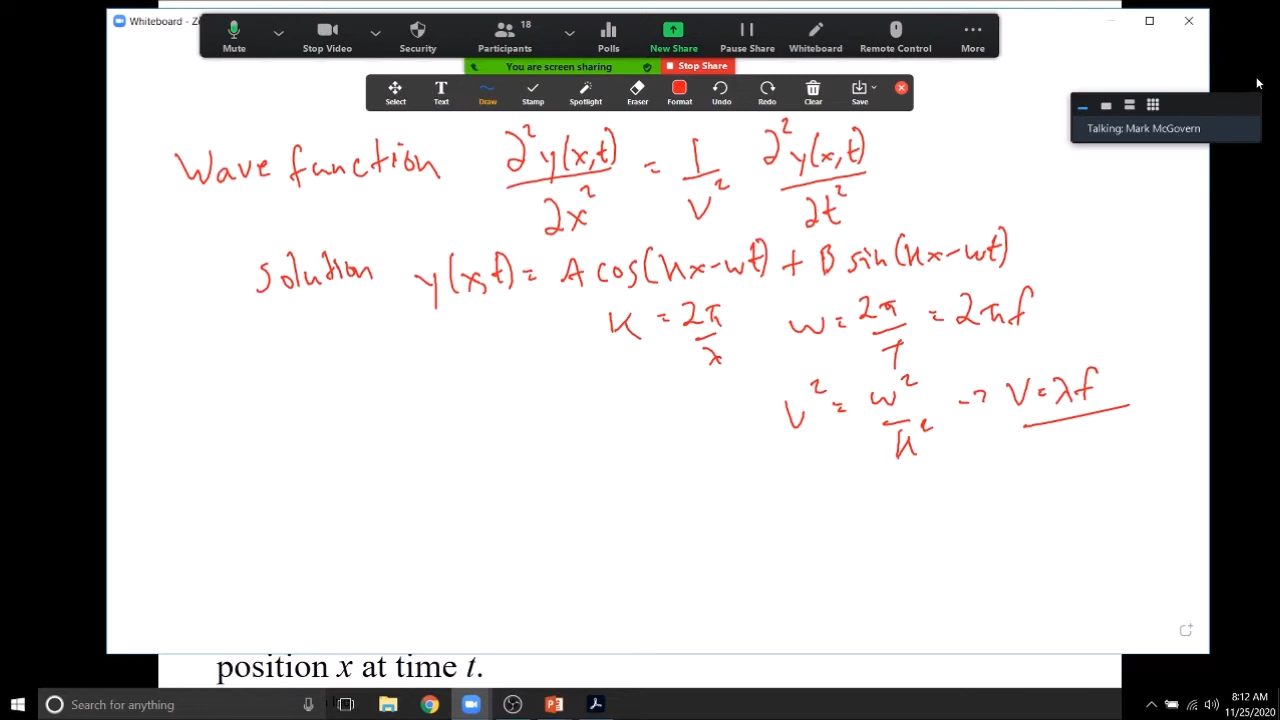 Whiteboard - Zo
Mute
Stop Video
Security
18
Participants
Polls
New Share
Pause Share
Whiteboard
Remote Control
More
You are screen sharing
Stop Share
Select
Text
Draw
Stamp
Spotlight
Eraser
Format
Undo
Redo
Clear
Save
Talking: Mark McGovern
Wave function ∂²y(x,t)/∂x² = 1/v² ∂²y(x,t)/∂t²
Solution y(x,t) = A cos(kx-wt) + B sin(kx-wt)
k = 2π/λ w = 2π/T = 2πf
v² = w²/k² → v = λf
position x at time t.
Search for anything
8:12 AM
11/25/2020